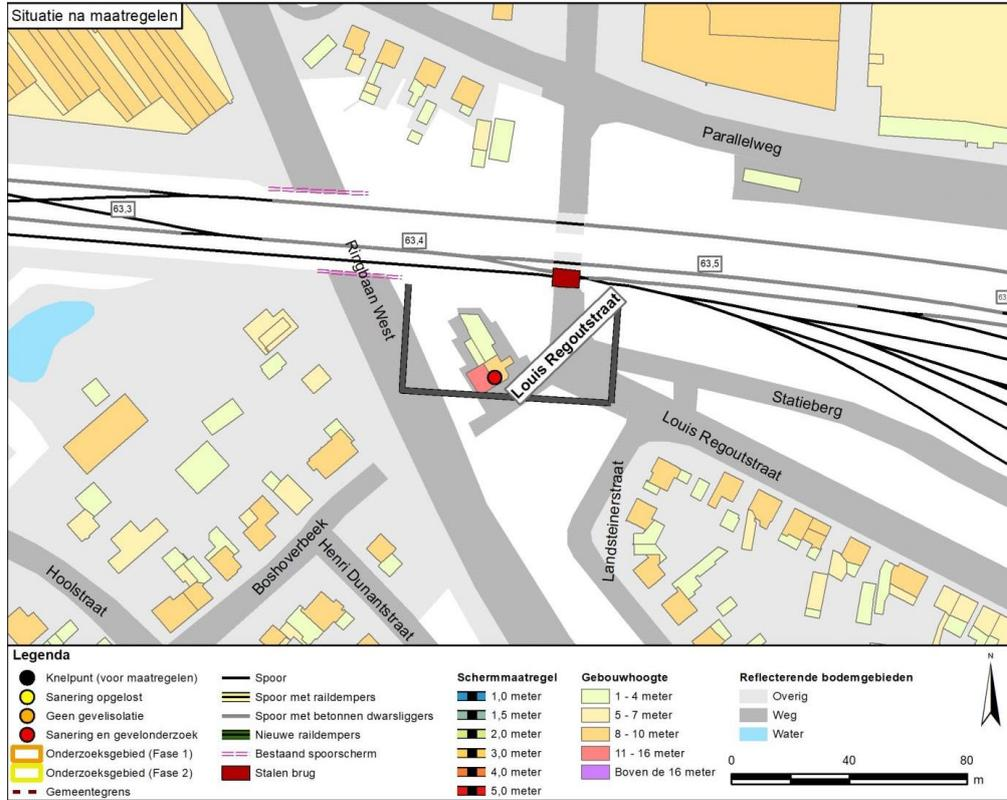 Situatie na maatregelen
Parallelweg
63,3
63,4
63,5
63
Ringbaan West
Louis Regoutstraat
Statieberg
Louis Regoutstraat
Landsteinerstraat
Boshoverbeek
Henri Dunantstraat
Hoolstraat
Legenda
Knelpunt (voor maatregelen)
Sanering opgelost
Geen gevelisolatie
Sanering en gevelonderzoek
Onderzoeksgebied (Fase 1)
Onderzoeksgebied (Fase 2)
Gemeentegrens
Spoor
Spoor met raildempers
Spoor met betonnen dwarsliggers
Nieuwe raildempers
Bestaand spoorscherm
Stalen brug
Schermmaatregel
1,0 meter
1,5 meter
2,0 meter
3,0 meter
4,0 meter
5,0 meter
Gebouwhoogte
1 - 4 meter
5 - 7 meter
8 - 10 meter
11 - 16 meter
Boven de 16 meter
Reflecterende bodemgebieden
Overig
Weg
Water
N
0 40 80
m